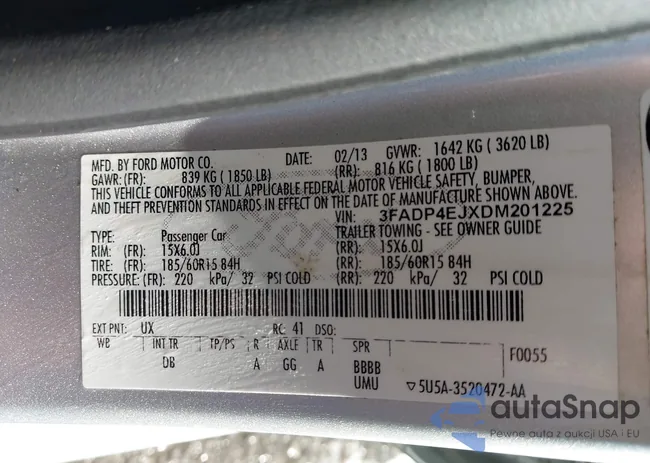 MFD. BY FORD MOTOR CO. DATE: 02/13 GVWR: 1642 KG ( 3620 LB)
GAWR: (FR): 839 KG ( 1850 LB) (RR): 816 KG ( 1800 LB)
THIS VEHICLE CONFORMS TO ALL APPLICABLE FEDERAL MOTOR VEHICLE SAFETY, BUMPER,
AND THEFT PREVENTION STANDARDS IN EFFECT ON THE DATE OF MANUFACTURE SHOWN ABOVE.
VIN: 3FADP4EJXDM201225
TYPE: Passenger Car TRAILER TOWING - SEE OWNER GUIDE
RIM: (FR): 15X6.0J (RR): 15X6.0J
TIRE: (FR): 185/60R15 84H (RR): 185/60R15 84H
PRESSURE: (FR): 220 kPa/ 32 PSI COLD (RR): 220 kPa/ 32 PSI COLD
EXT PNT: UX RC: 41 DSO:
WB INT TR TP/PS R AXLE TR SPR F0055
DB A GG A BBBB
UMU ▽5U5A-3520472-AA
autaSnap
Pewne auto z aukcji USA i EU